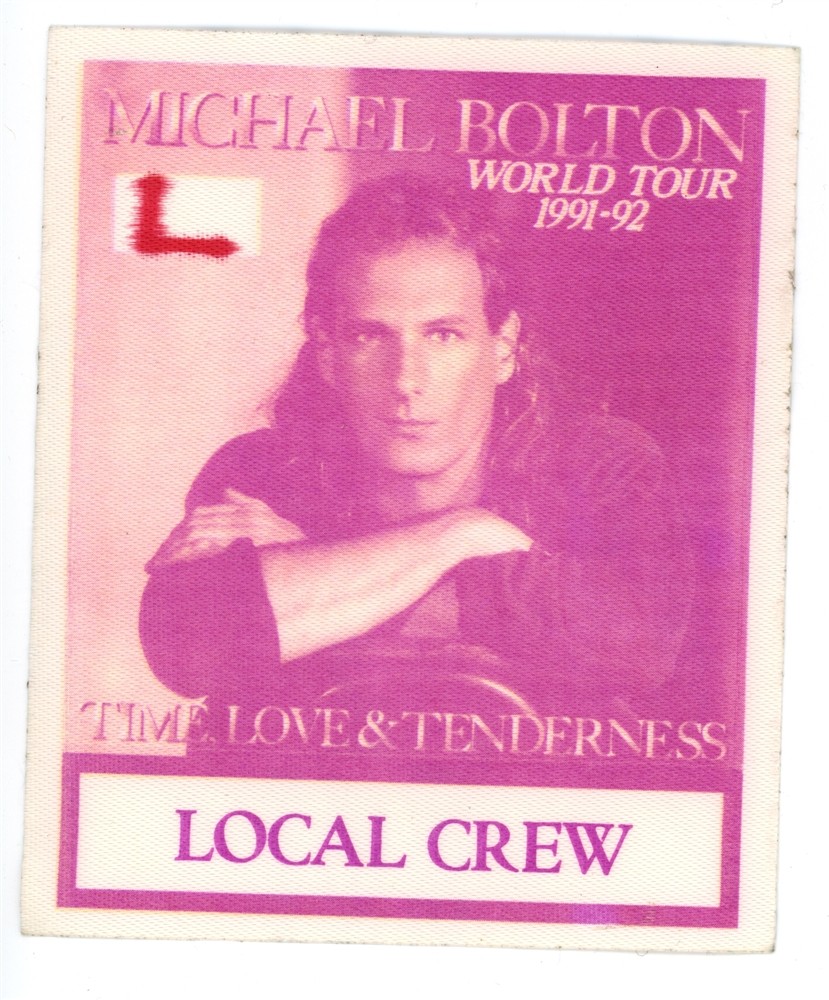 MICHAEL BOLTON
WORLD TOUR
1991-92
L
TIME, LOVE & TENDERNESS
LOCAL CREW